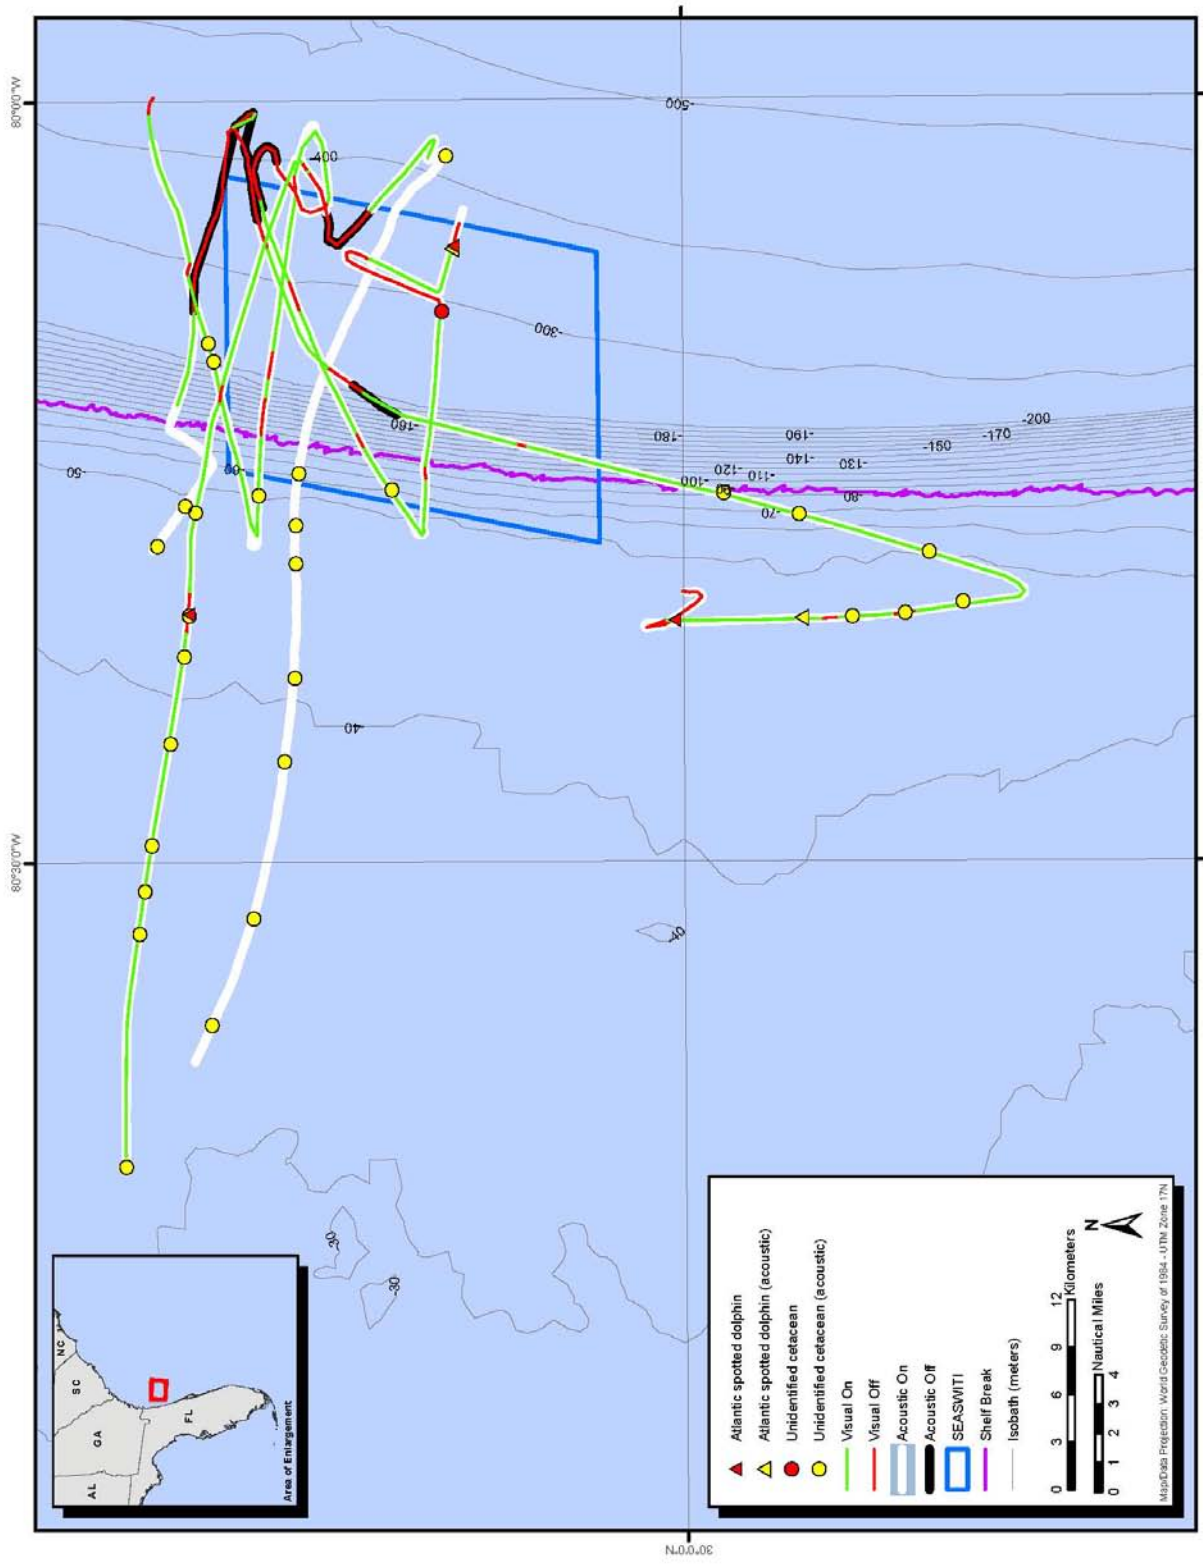 80°0'0"W
80°30'0"W
30°0'0"N
-500
-400
-300
-200
-170
-150
-180
-140
-130
-120
-110
-100
-80
-70
-60
-50
-40
-40
-30
-30
NC
SC
GA
AL
FL
Area of Enlargement
Atlantic spotted dolphin
Atlantic spotted dolphin (acoustic)
Unidentified cetacean
Unidentified cetacean (acoustic)
Visual On
Visual Off
Acoustic On
Acoustic Off
SEASWITI
Shelf Break
Isobath (meters)
0 3 6 9 12
Kilometers
Nautical Miles
0 1 2 3 4
N
Map/Data Projection: World Geodetic Survey of 1984 - UTM Zone 17N